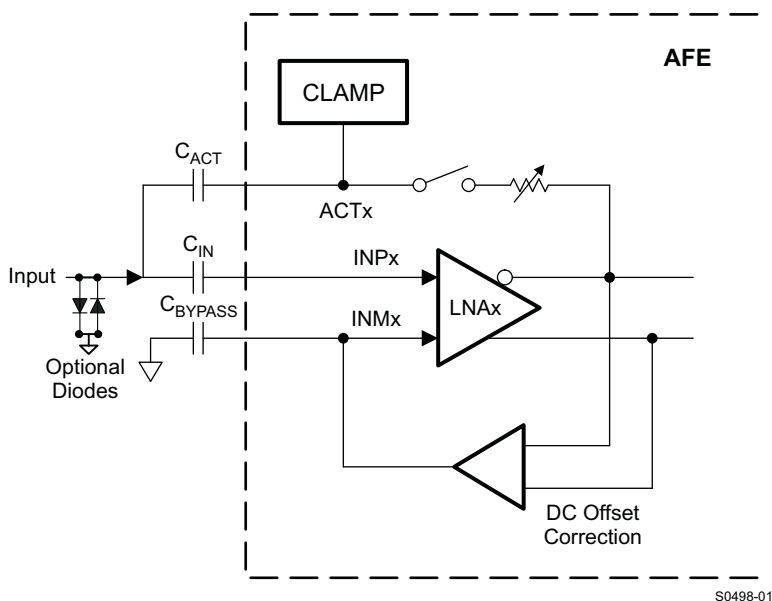 AFE
CLAMP
CACT
ACTx
CIN
Input
INPx
LNAx
CBYPASS
INMx
Optional
Diodes
DC Offset
Correction
S0498-01